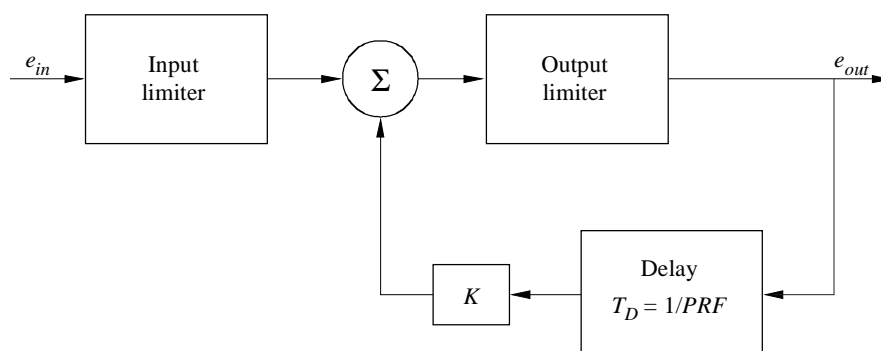 e_in
Input
limiter
Σ
Output
limiter
e_out
K
Delay
T_D = 1/PRF